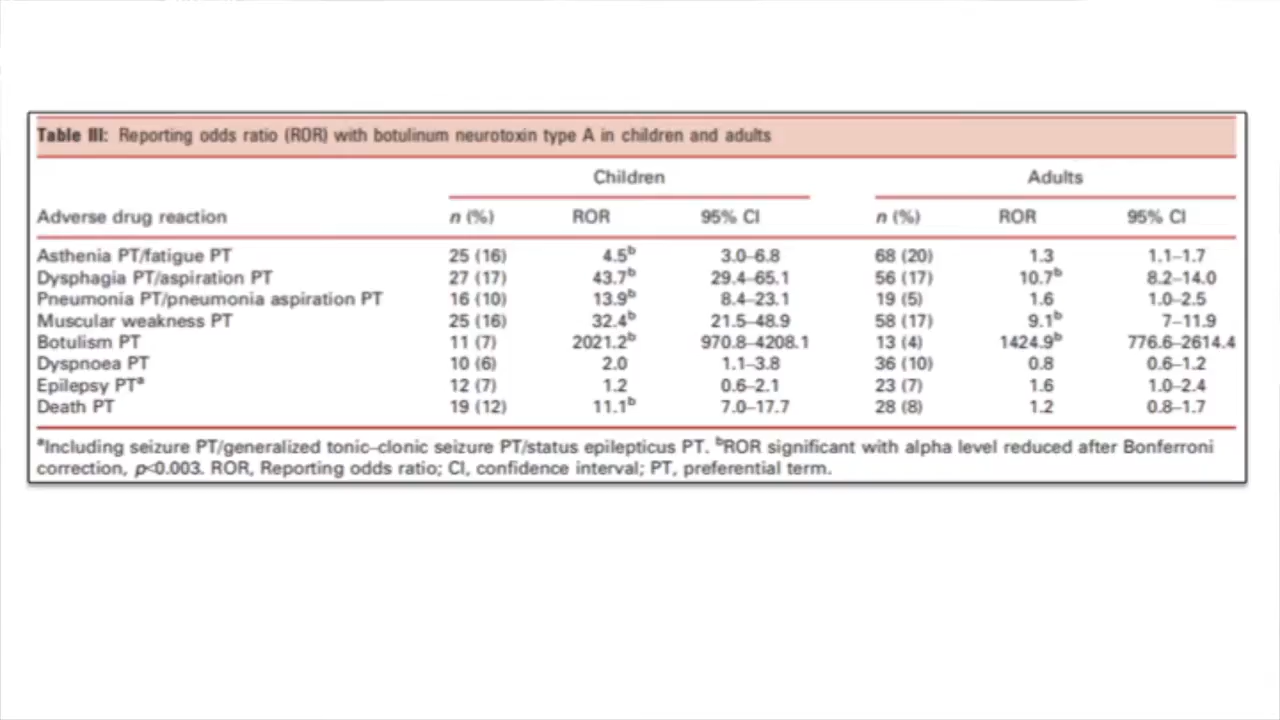 Table III: Reporting odds ratio (ROR) with botulinum neurotoxin type A in children and adults
Children Adults
Adverse drug reaction n (%) ROR 95% CI n (%) ROR 95% CI
Asthenia PT/fatigue PT 25 (16) 4.5b 3.0–6.8 68 (20) 1.3 1.1–1.7
Dysphagia PT/aspiration PT 27 (17) 43.7b 29.4–65.1 56 (17) 10.7b 8.2–14.0
Pneumonia PT/pneumonia aspiration PT 16 (10) 13.9b 8.4–23.1 19 (5) 1.6 1.0–2.5
Muscular weakness PT 25 (16) 32.4b 21.5–48.9 58 (17) 9.1b 7–11.9
Botulism PT 11 (7) 2021.2b 970.8–4208.1 13 (4) 1424.9b 776.6–2614.4
Dyspnoea PT 10 (6) 2.0 1.1–3.8 36 (10) 0.8 0.6–1.2
Epilepsy PTa 12 (7) 1.2 0.6–2.1 23 (7) 1.6 1.0–2.4
Death PT 19 (12) 11.1b 7.0–17.7 28 (8) 1.2 0.8–1.7
aIncluding seizure PT/generalized tonic–clonic seizure PT/status epilepticus PT. bROR significant with alpha level reduced after Bonferroni
correction, p<0.003. ROR, Reporting odds ratio; CI, confidence interval; PT, preferential term.